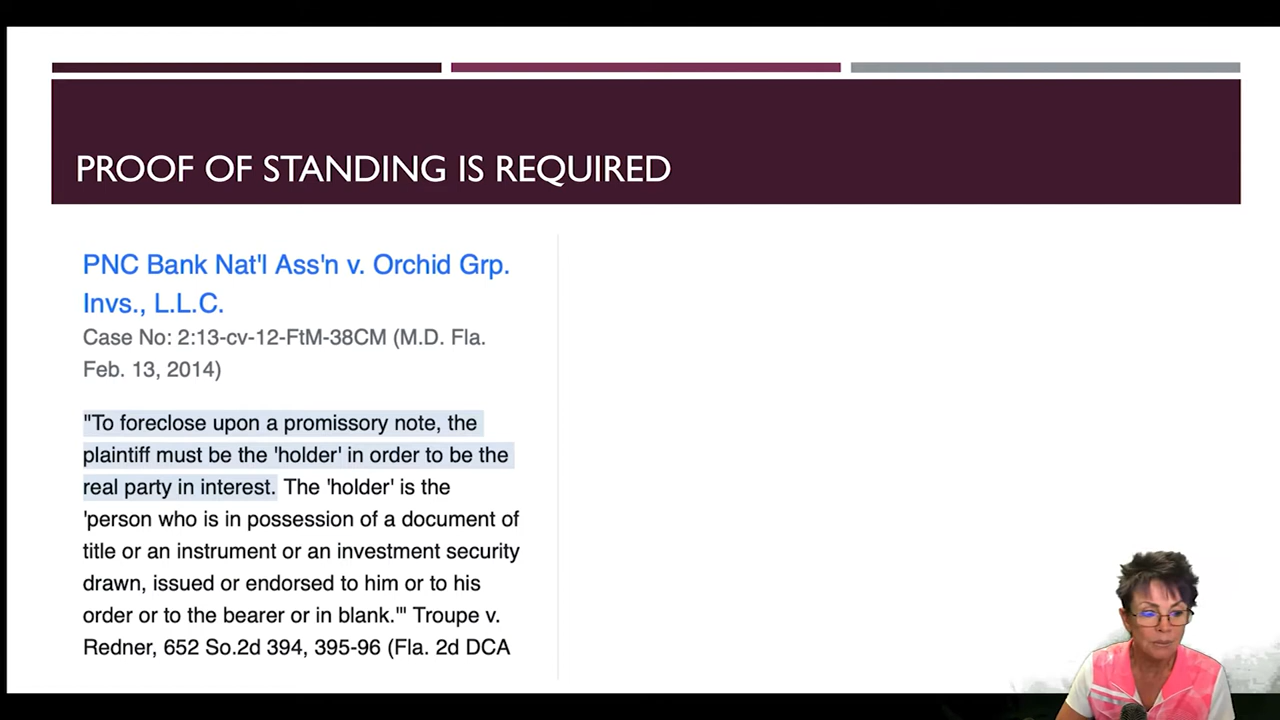 PROOF OF STANDING IS REQUIRED
PNC Bank Nat'l Ass'n v. Orchid Grp.
Invs., L.L.C.
Case No: 2:13-cv-12-FtM-38CM (M.D. Fla.
Feb. 13, 2014)
"To foreclose upon a promissory note, the
plaintiff must be the 'holder' in order to be the
real party in interest. The 'holder' is the
'person who is in possession of a document of
title or an instrument or an investment security
drawn, issued or endorsed to him or to his
order or to the bearer or in blank.'" Troupe v.
Redner, 652 So.2d 394, 395-96 (Fla. 2d DCA